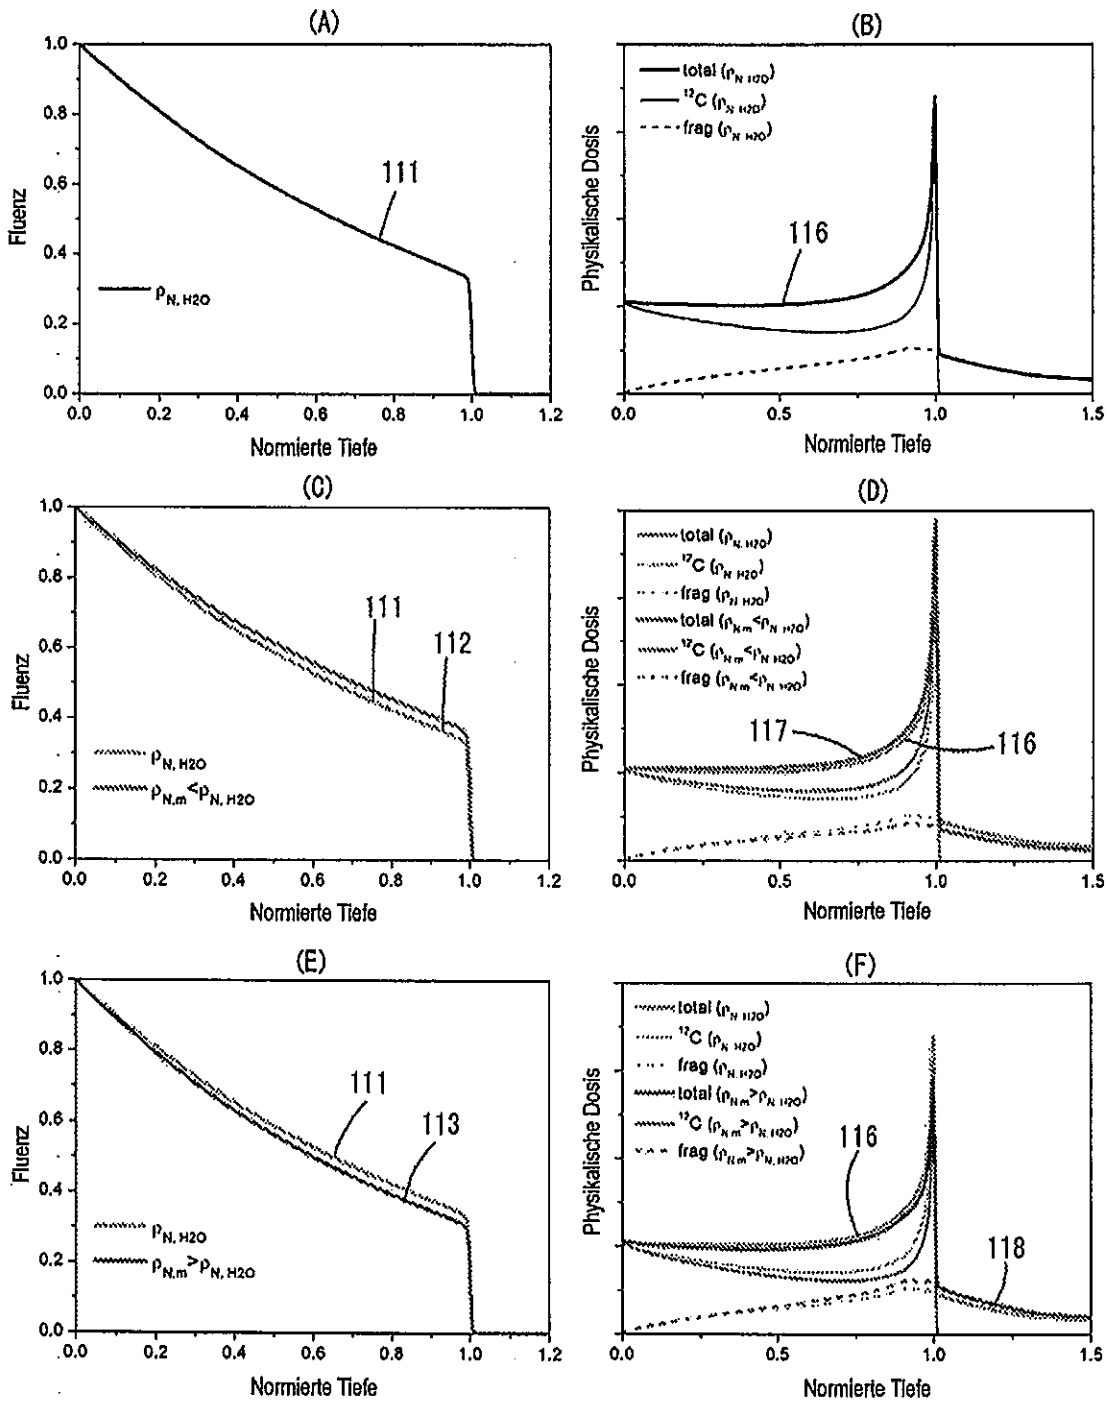 (A)
1.0
0.8
0.6
0.4
0.2
0.0
Fluenz
111
ρN, H2O
0.0 0.2 0.4 0.6 0.8 1.0 1.2
Normierte Tiefe
(B)
Physikalische Dosis
total (ρN H2O)
12C (ρN H2O)
frag (ρN H2O)
116
0.0 0.5 1.0 1.5
Normierte Tiefe
(C)
1.0
0.8
0.6
0.4
0.2
0.0
Fluenz
111
112
ρN, H2O
ρN,m<ρN, H2O
0.0 0.2 0.4 0.6 0.8 1.0 1.2
Normierte Tiefe
(D)
Physikalische Dosis
total (ρN, H2O)
12C (ρN H2O)
frag (ρN H2O)
total (ρN m<ρN, H2O)
12C (ρN m<ρN H2O)
frag (ρN m<ρN H2O)
117
116
0.0 0.5 1.0 1.5
Normierte Tiefe
(E)
1.0
0.8
0.6
0.4
0.2
0.0
Fluenz
111
113
ρN, H2O
ρN,m>ρN, H2O
0.0 0.2 0.4 0.6 0.8 1.0 1.2
Normierte Tiefe
(F)
Physikalische Dosis
total (ρN H2O)
12C (ρN H2O)
frag (ρN, H2O)
total (ρN m>ρN H2O)
12C (ρN m>ρN, H2O)
frag (ρN m>ρN, H2O)
116
118
0.0 0.5 1.0 1.5
Normierte Tiefe